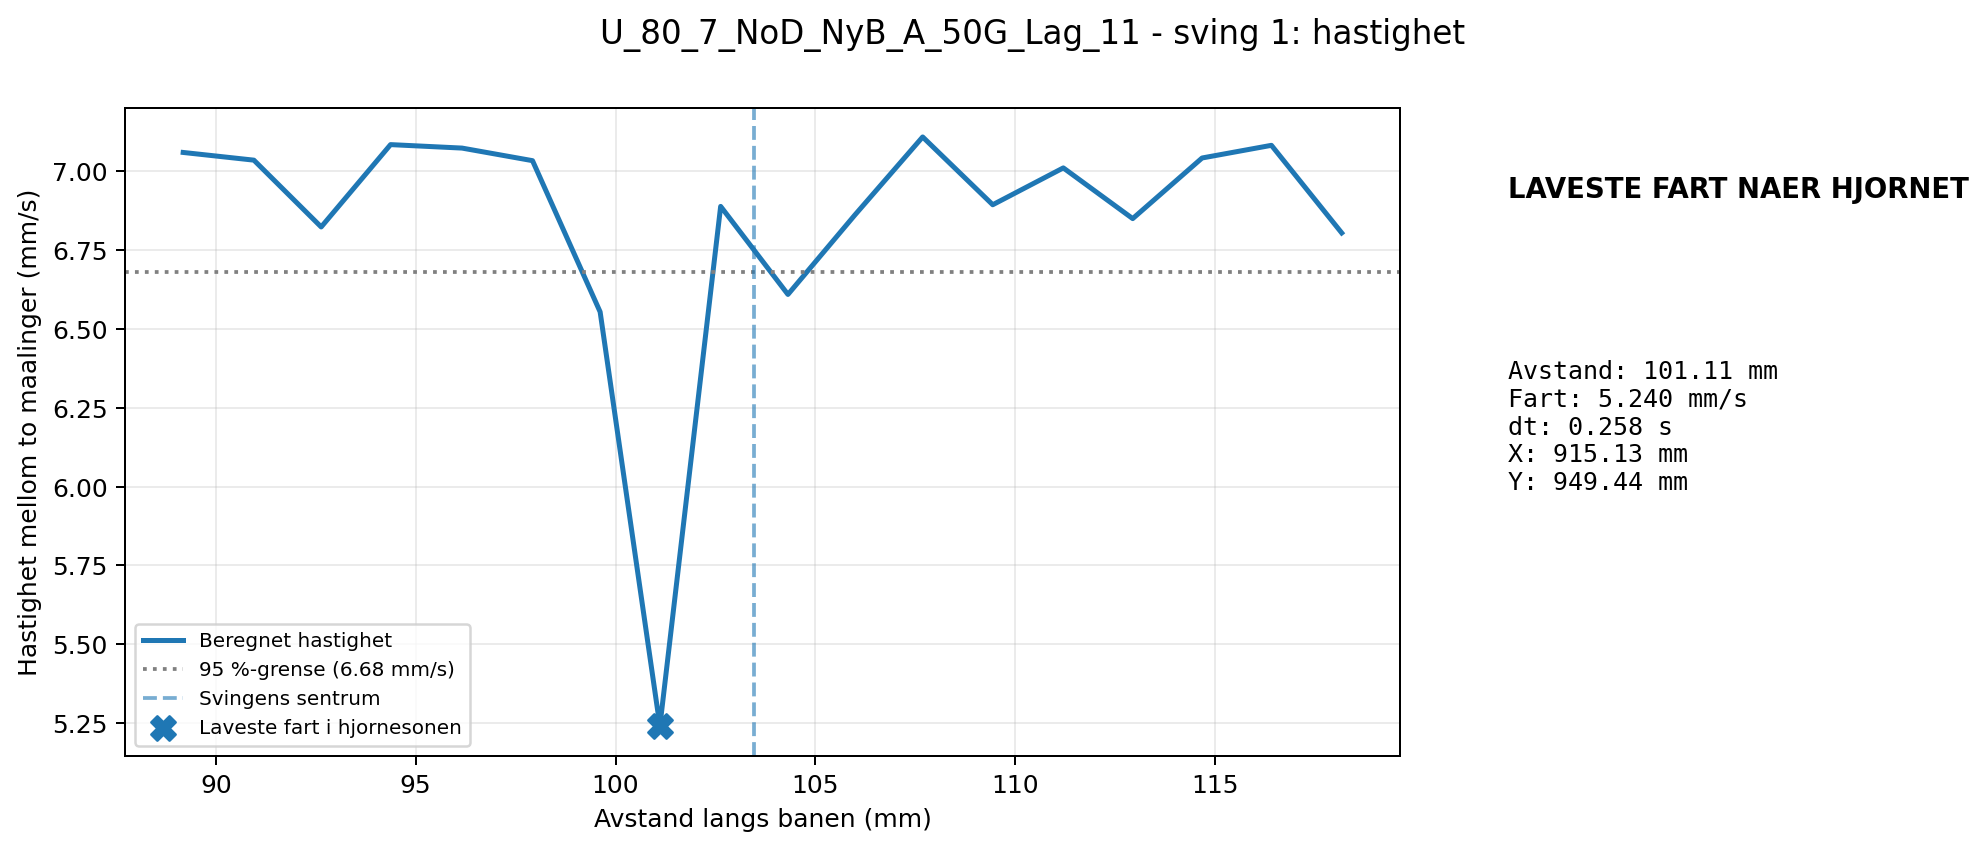 U_80_7_NoD_NyB_A_50G_Lag_11 - sving 1: hastighet
Hastighet mellom to maalinger (mm/s)
7.00
6.75
6.50
6.25
6.00
5.75
5.50
5.25
Beregnet hastighet
95 %-grense (6.68 mm/s)
Svingens sentrum
Laveste fart i hjornesonen
90
95
100
105
110
115
Avstand langs banen (mm)
LAVESTE FART NAER HJORNET
Avstand: 101.11 mm
Fart: 5.240 mm/s
dt: 0.258 s
X: 915.13 mm
Y: 949.44 mm